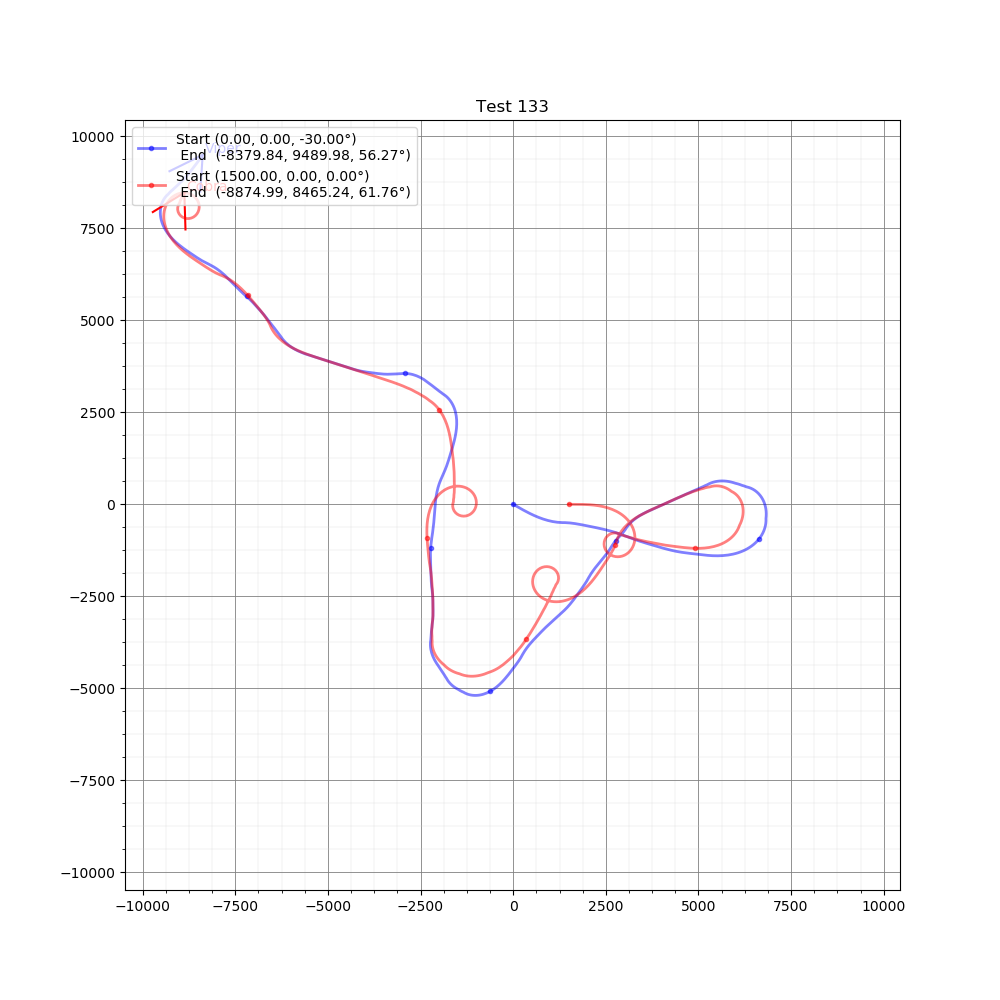 Test 133
Start (0.00, 0.00, -30.00°)
End (-8379.84, 9489.98, 56.27°)
Start (1500.00, 0.00, 0.00°)
End (-8874.99, 8465.24, 61.76°)
10000
7500
5000
2500
0
−2500
−5000
−7500
−10000
−10000 −7500 −5000 −2500 0 2500 5000 7500 10000